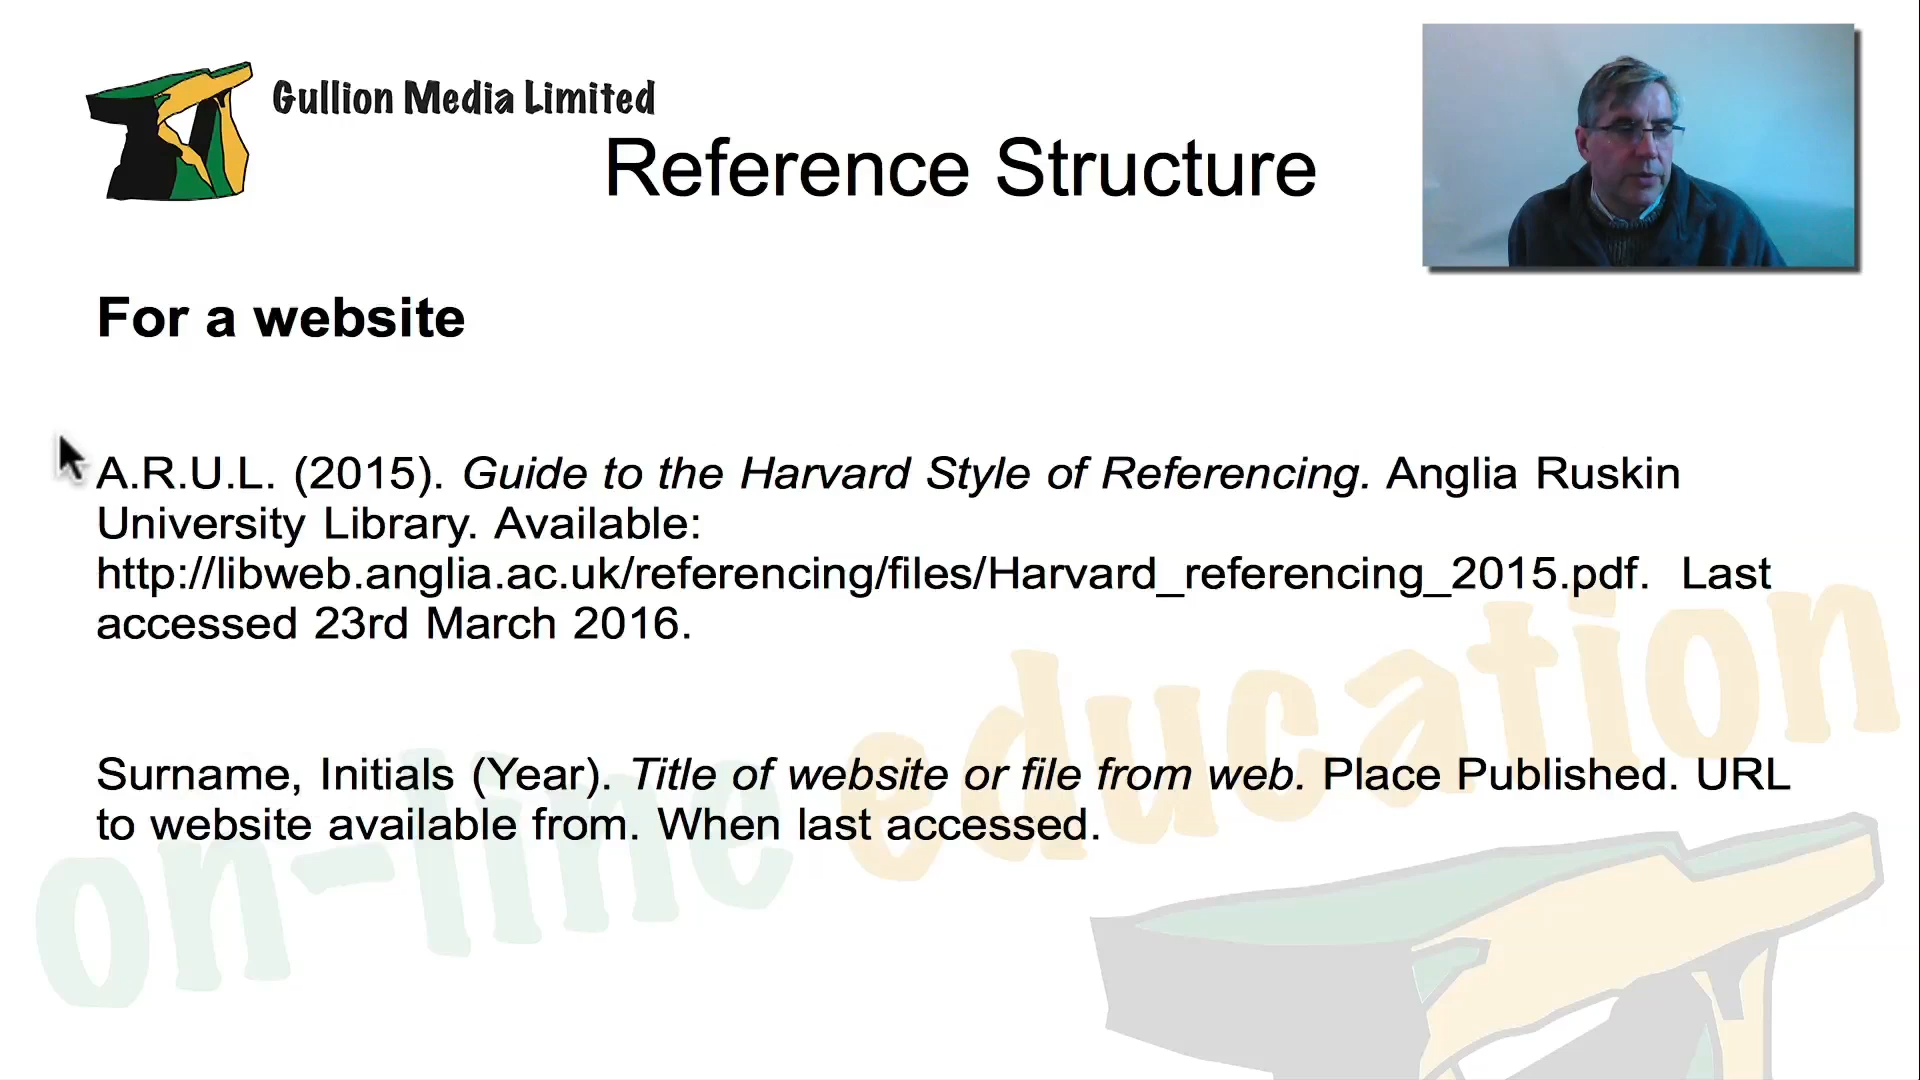 Gullion Media Limited
Reference Structure
For a website
A.R.U.L. (2015). Guide to the Harvard Style of Referencing. Anglia Ruskin
University Library. Available:
http://libweb.anglia.ac.uk/referencing/files/Harvard_referencing_2015.pdf. Last
accessed 23rd March 2016.
Surname, Initials (Year). Title of website or file from web. Place Published. URL
to website available from. When last accessed.
on-line education